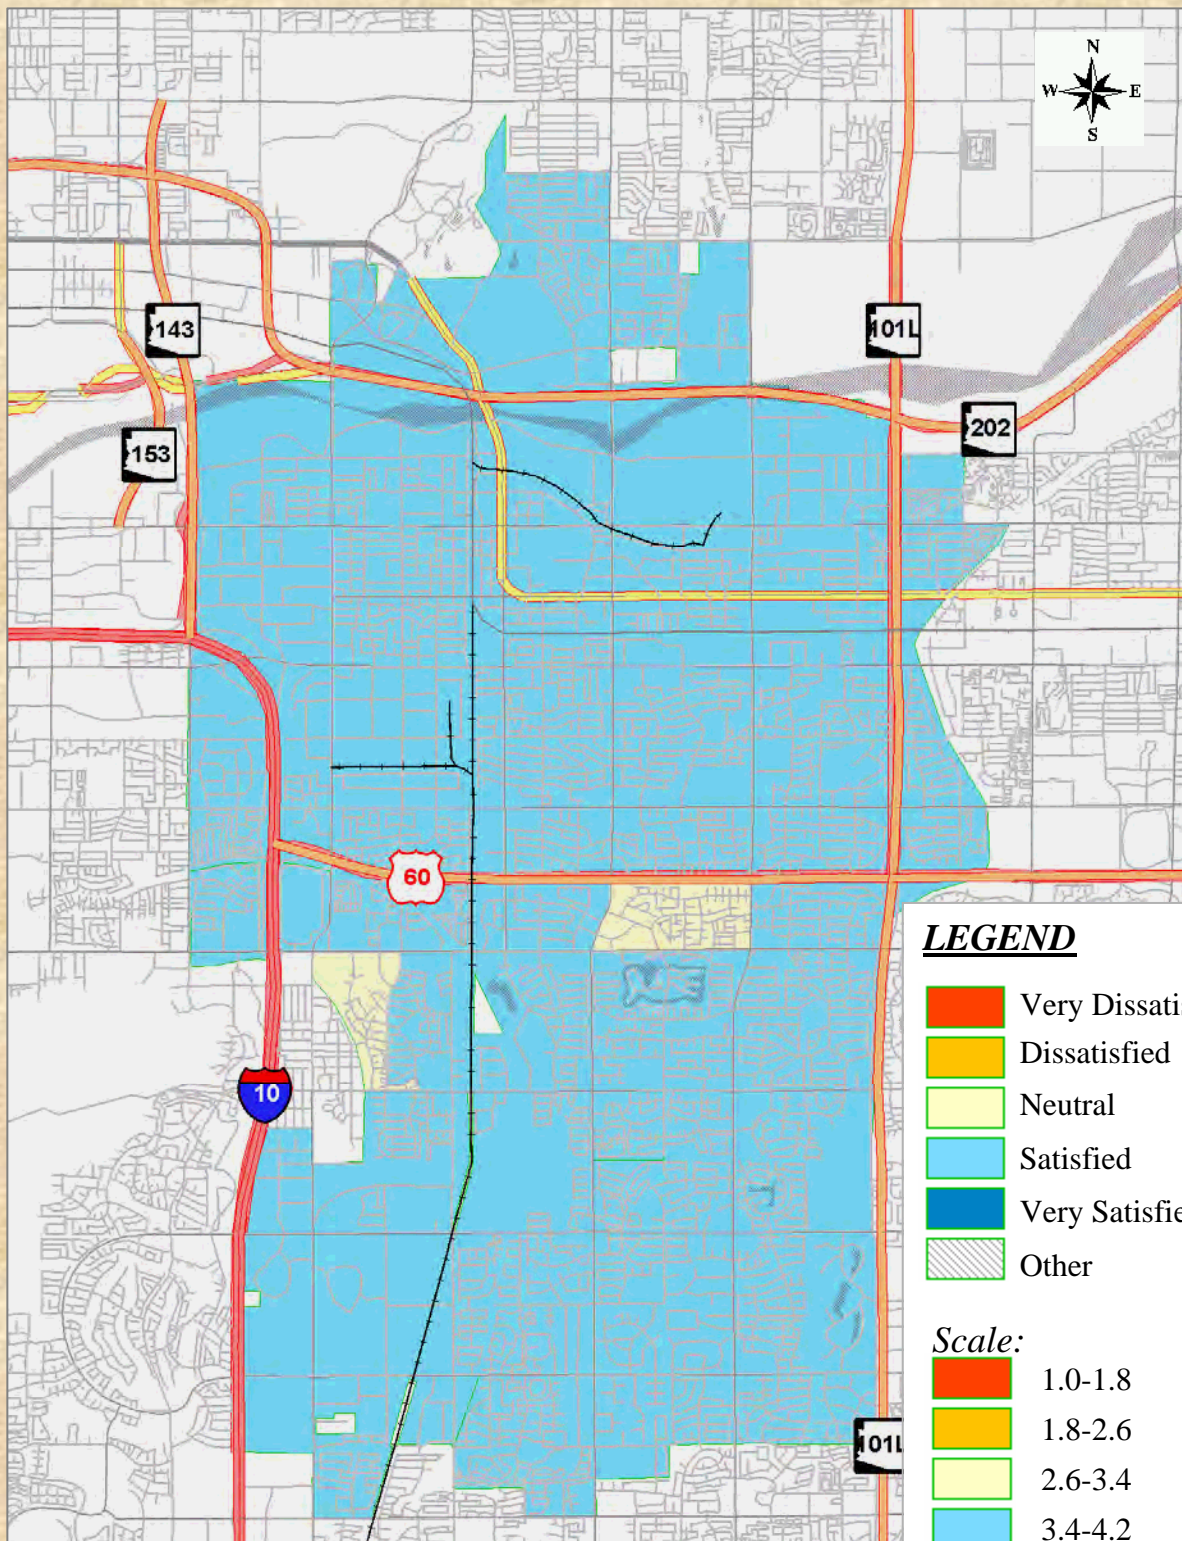 N
W E
S
143
101L
202
153
60
10
LEGEND
Very Dissatis
Dissatisfied
Neutral
Satisfied
Very Satisfie
Other
Scale:
1.0-1.8
1.8-2.6
2.6-3.4
3.4-4.2
101L